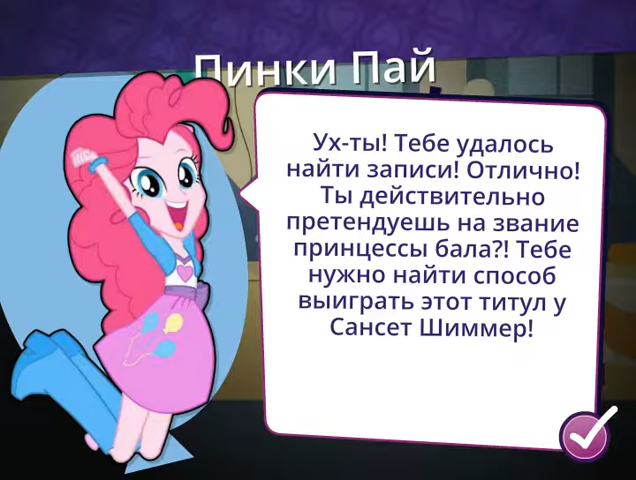 Пинки Пай
Ух-ты! Тебе удалось
найти записи! Отлично!
Ты действительно
претендуешь на звание
принцессы бала?! Тебе
нужно найти способ
выиграть этот титул у
Сансет Шиммер!